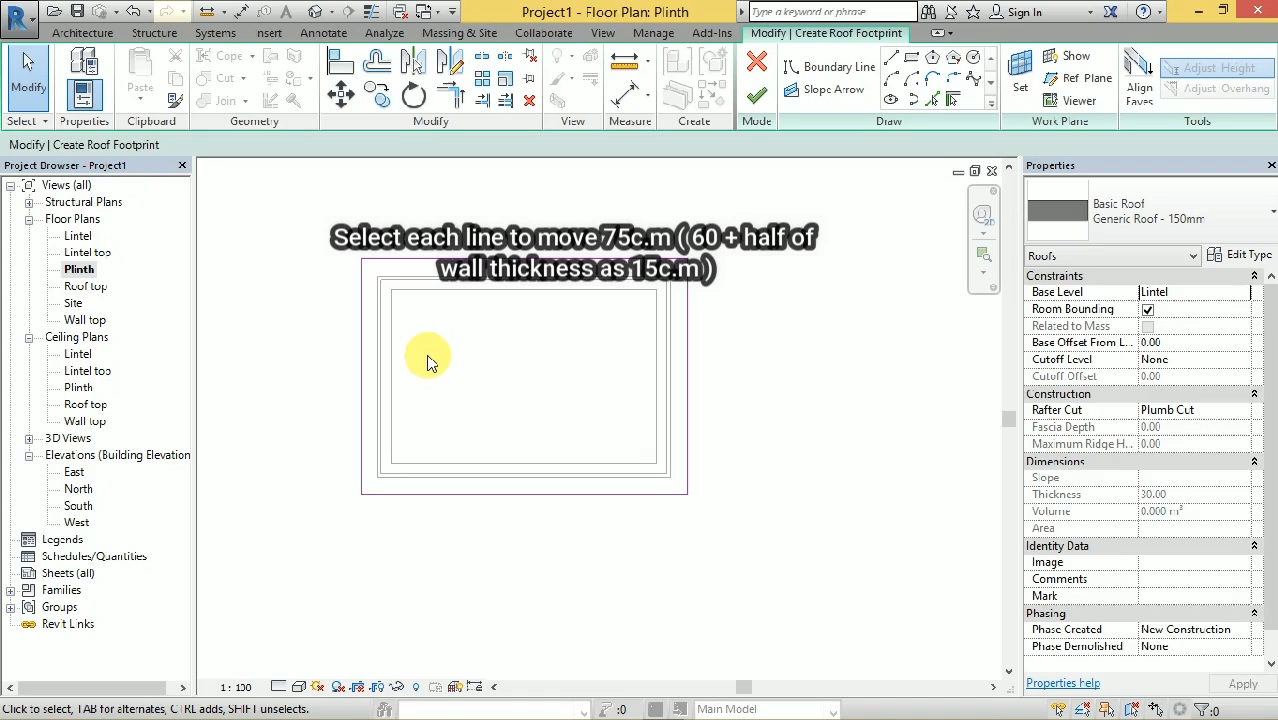 Project1 - Floor Plan: Plinth
Type a keyword or phrase
Sign In
Architecture Structure Systems Insert Annotate Analyze Massing & Site Collaborate View Manage Add-Ins Modify | Create Roof Footprint
Modify
Select
Properties
Paste
Clipboard
Cope
Cut
Join
Geometry
Modify
View
Measure
Create
Mode
Boundary Line
Slope Arrow
Draw
Set
Show
Ref Plane
Viewer
Work Plane
Align
Eaves
Adjust Height
Adjust Overhang
Tools
Modify | Create Roof Footprint
Project Browser - Project1
Views (all)
Structural Plans
Floor Plans
Lintel
Lintel top
Plinth
Roof top
Site
Wall top
Ceiling Plans
Lintel
Lintel top
Plinth
Roof top
Wall top
3D Views
Elevations (Building Elevation
East
North
South
West
Legends
Schedules/Quantities
Sheets (all)
Families
Groups
Revit Links
Select each line to move 75c.m ( 60 + half of
wall thickness as 15c.m )
2D
Properties
Basic Roof
Generic Roof - 150mm
Roofs
Edit Type
Constraints
Base Level Lintel
Room Bounding
Related to Mass
Base Offset From L... 0.00
Cutoff Level None
Cutoff Offset 0.00
Construction
Rafter Cut Plumb Cut
Fascia Depth 0.00
Maximum Ridge H... 0.00
Dimensions
Slope
Thickness 30.00
Volume 0.000 m³
Area
Identity Data
Image
Comments
Mark
Phasing
Phase Created New Construction
Phase Demolished None
Properties help
Apply
1 : 100
Click to select, TAB for alternates, CTRL adds, SHIFT unselects.
:0
Main Model
:0